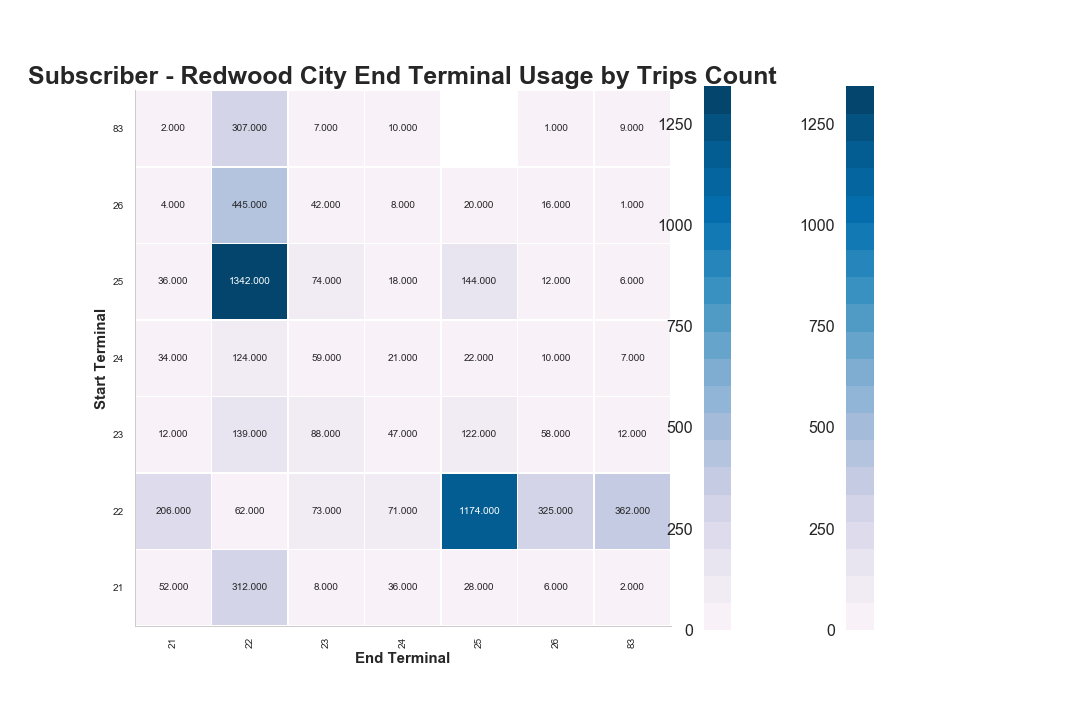 Subscriber - Redwood City End Terminal Usage by Trips Count
83 2.000 307.000 7.000 10.000 1.000 9.000
26 4.000 445.000 42.000 8.000 20.000 16.000 1.000
25 36.000 1342.000 74.000 18.000 144.000 12.000 6.000
24 34.000 124.000 59.000 21.000 22.000 10.000 7.000
23 12.000 139.000 88.000 47.000 122.000 58.000 12.000
22 206.000 62.000 73.000 71.000 1174.000 325.000 362.000
21 52.000 312.000 8.000 36.000 28.000 6.000 2.000
Start Terminal
21 22 23 24 25 26 83
End Terminal
1250
1000
750
500
250
0
1250
1000
750
500
250
0